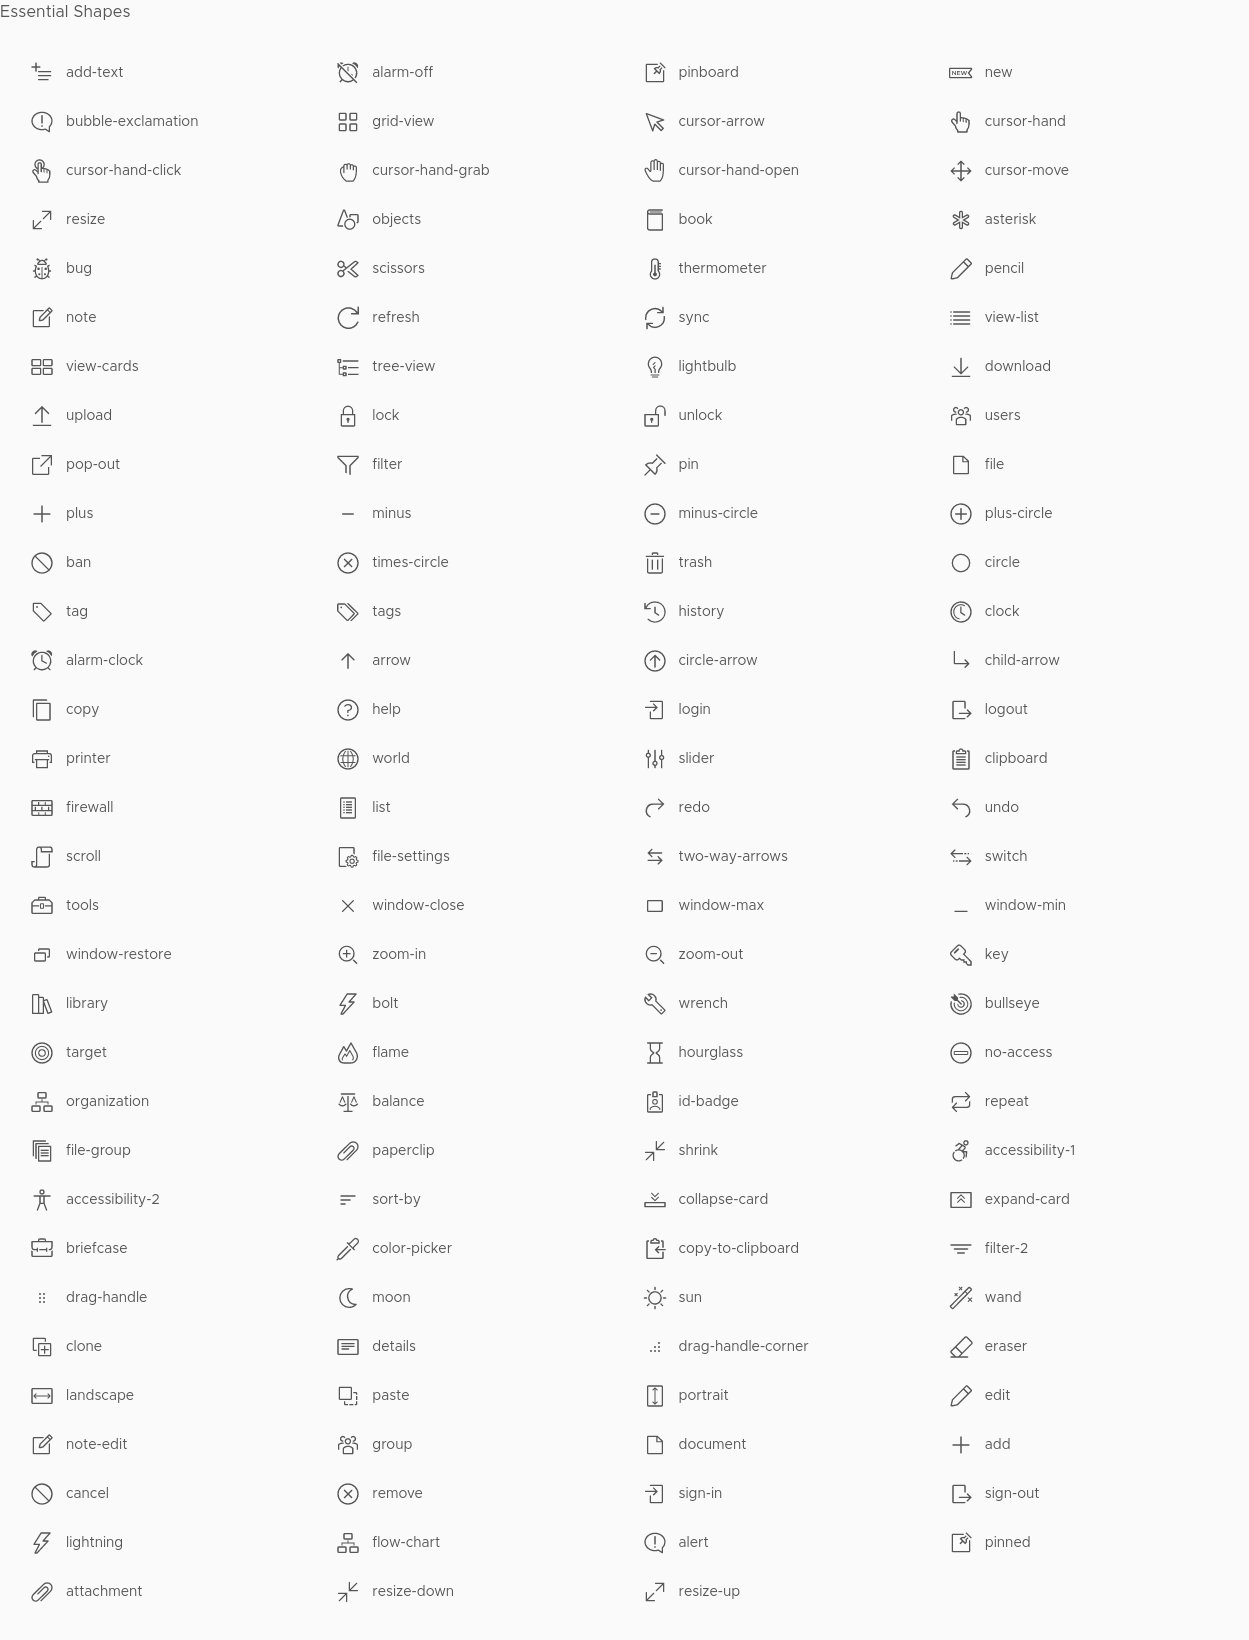 Essential Shapes
add-text alarm-off pinboard NEW new
bubble-exclamation grid-view cursor-arrow cursor-hand
cursor-hand-click cursor-hand-grab cursor-hand-open cursor-move
resize objects book asterisk
bug scissors thermometer pencil
note refresh sync view-list
view-cards tree-view lightbulb download
upload lock unlock users
pop-out filter pin file
plus minus minus-circle plus-circle
ban times-circle trash circle
tag tags history clock
alarm-clock arrow circle-arrow child-arrow
copy help login logout
printer world slider clipboard
firewall list redo undo
scroll file-settings two-way-arrows switch
tools window-close window-max window-min
window-restore zoom-in zoom-out key
library bolt wrench bullseye
target flame hourglass no-access
organization balance id-badge repeat
file-group paperclip shrink accessibility-1
accessibility-2 sort-by collapse-card expand-card
briefcase color-picker copy-to-clipboard filter-2
drag-handle moon sun wand
clone details drag-handle-corner eraser
landscape paste portrait edit
note-edit group document add
cancel remove sign-in sign-out
lightning flow-chart alert pinned
attachment resize-down resize-up